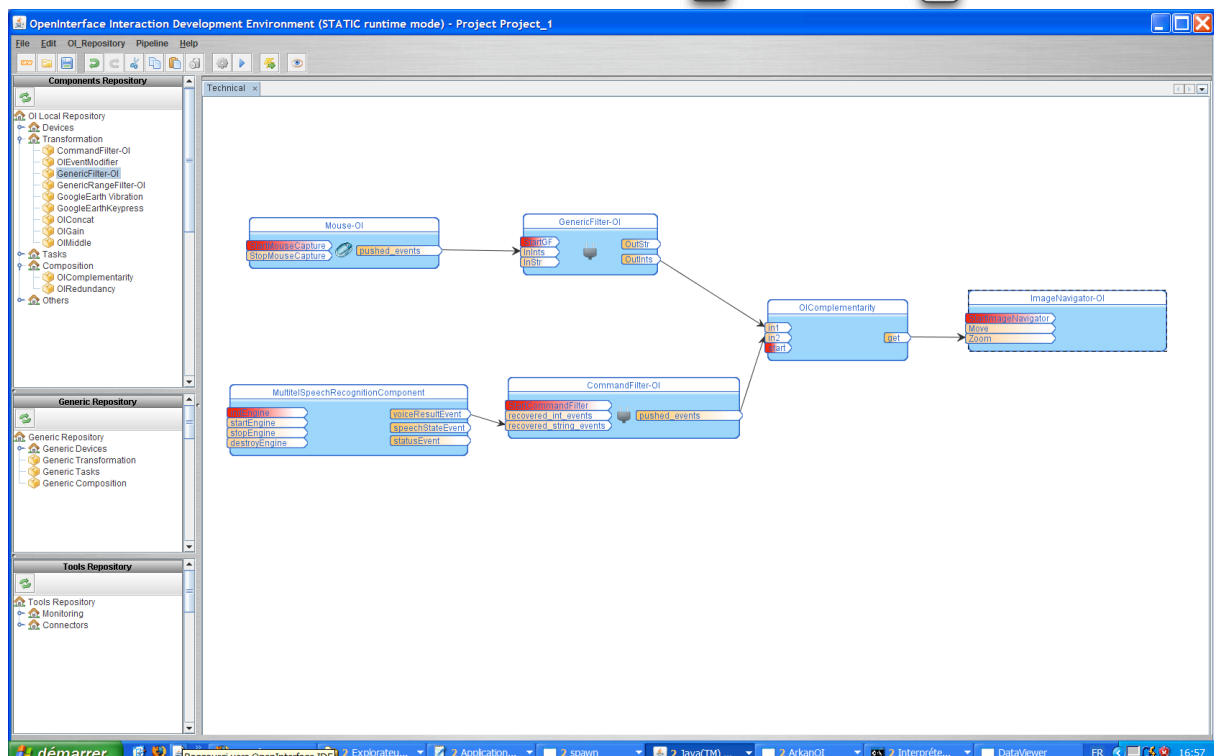 OpenInterface Interaction Development Environment (STATIC runtime mode) - Project Project_1
File Edit OI_Repository Pipeline Help
Components Repository
OI Local Repository
Devices
Transformation
CommandFilter-OI
OIEventModifier
GenericFilter-OI
GenericRangeFilter-OI
GoogleEarth Vibration
GoogleEarthKeypress
OIConcat
OIGain
OIMiddle
Tasks
Composition
OIComplementarity
OIRedundancy
Others
Generic Repository
Generic Repository
Generic Devices
Generic Transformation
Generic Tasks
Generic Composition
Tools Repository
Tools Repository
Monitoring
Connectors
Technical ×
Mouse-OI
StopMouseCapture
pushed_events
GenericFilter-OI
InInts
InStr
OutStr
OutInts
OIComplementarity
in1
in2
get
ImageNavigator-OI
Move
Zoom
MultitelSpeechRecognitionComponent
startEngine
stopEngine
destroyEngine
voiceResultEvent
speechStateEvent
statusEvent
CommandFilter-OI
recovered_int_events
recovered_string_events
pushed_events
démarrer
2 Explorateu...
2 Application...
2 spawn
2 Java(TM) ...
2 ArkanOI
2 Interpréte...
DataViewer
FR
16:57